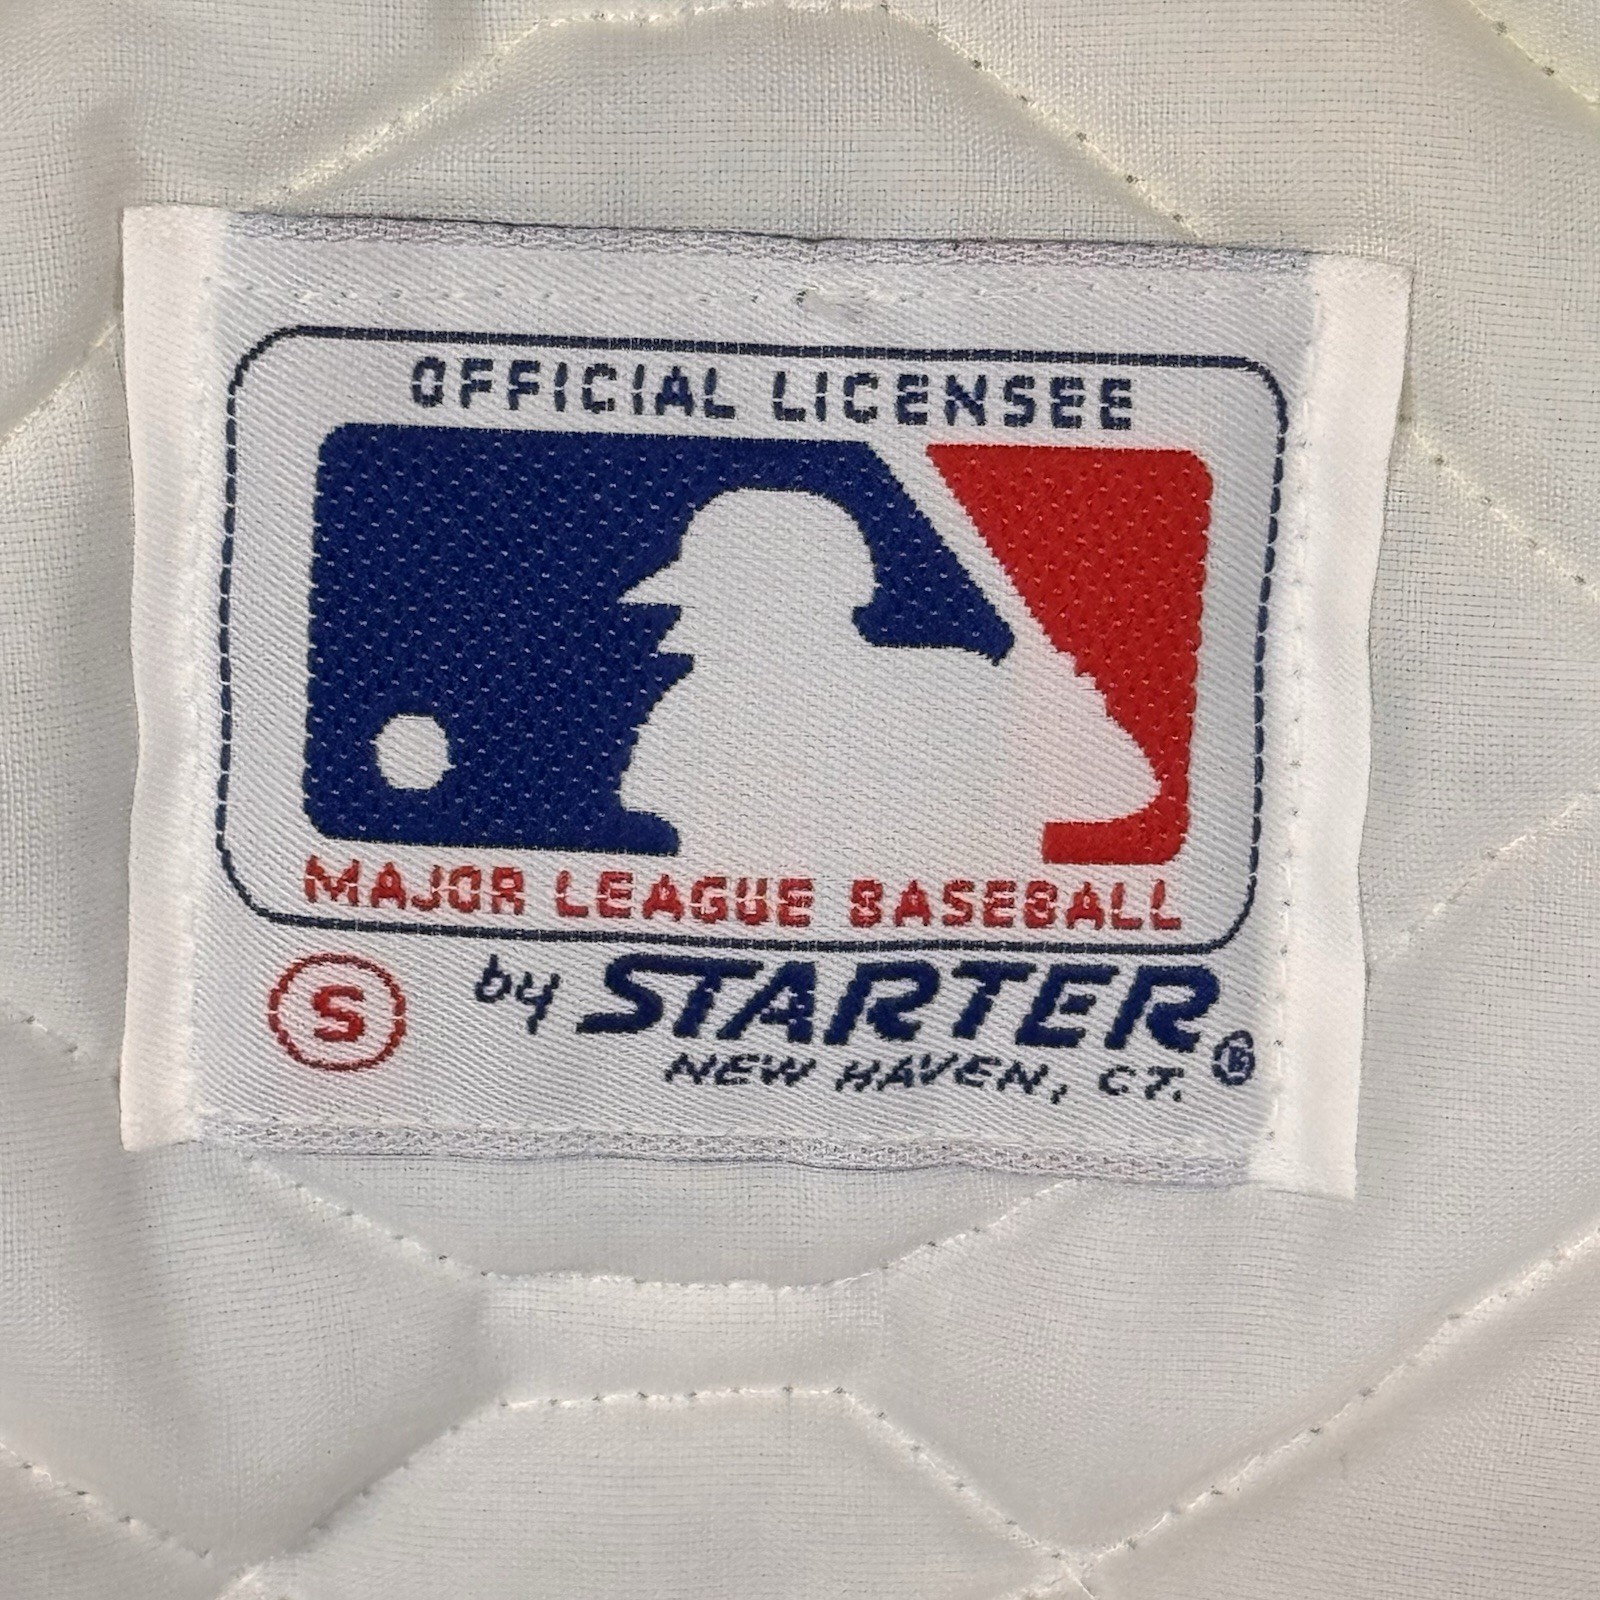 OFFICIAL LICENSEE
MAJOR LEAGUE BASEBALL
S
by STARTER®
NEW HAVEN, CT.